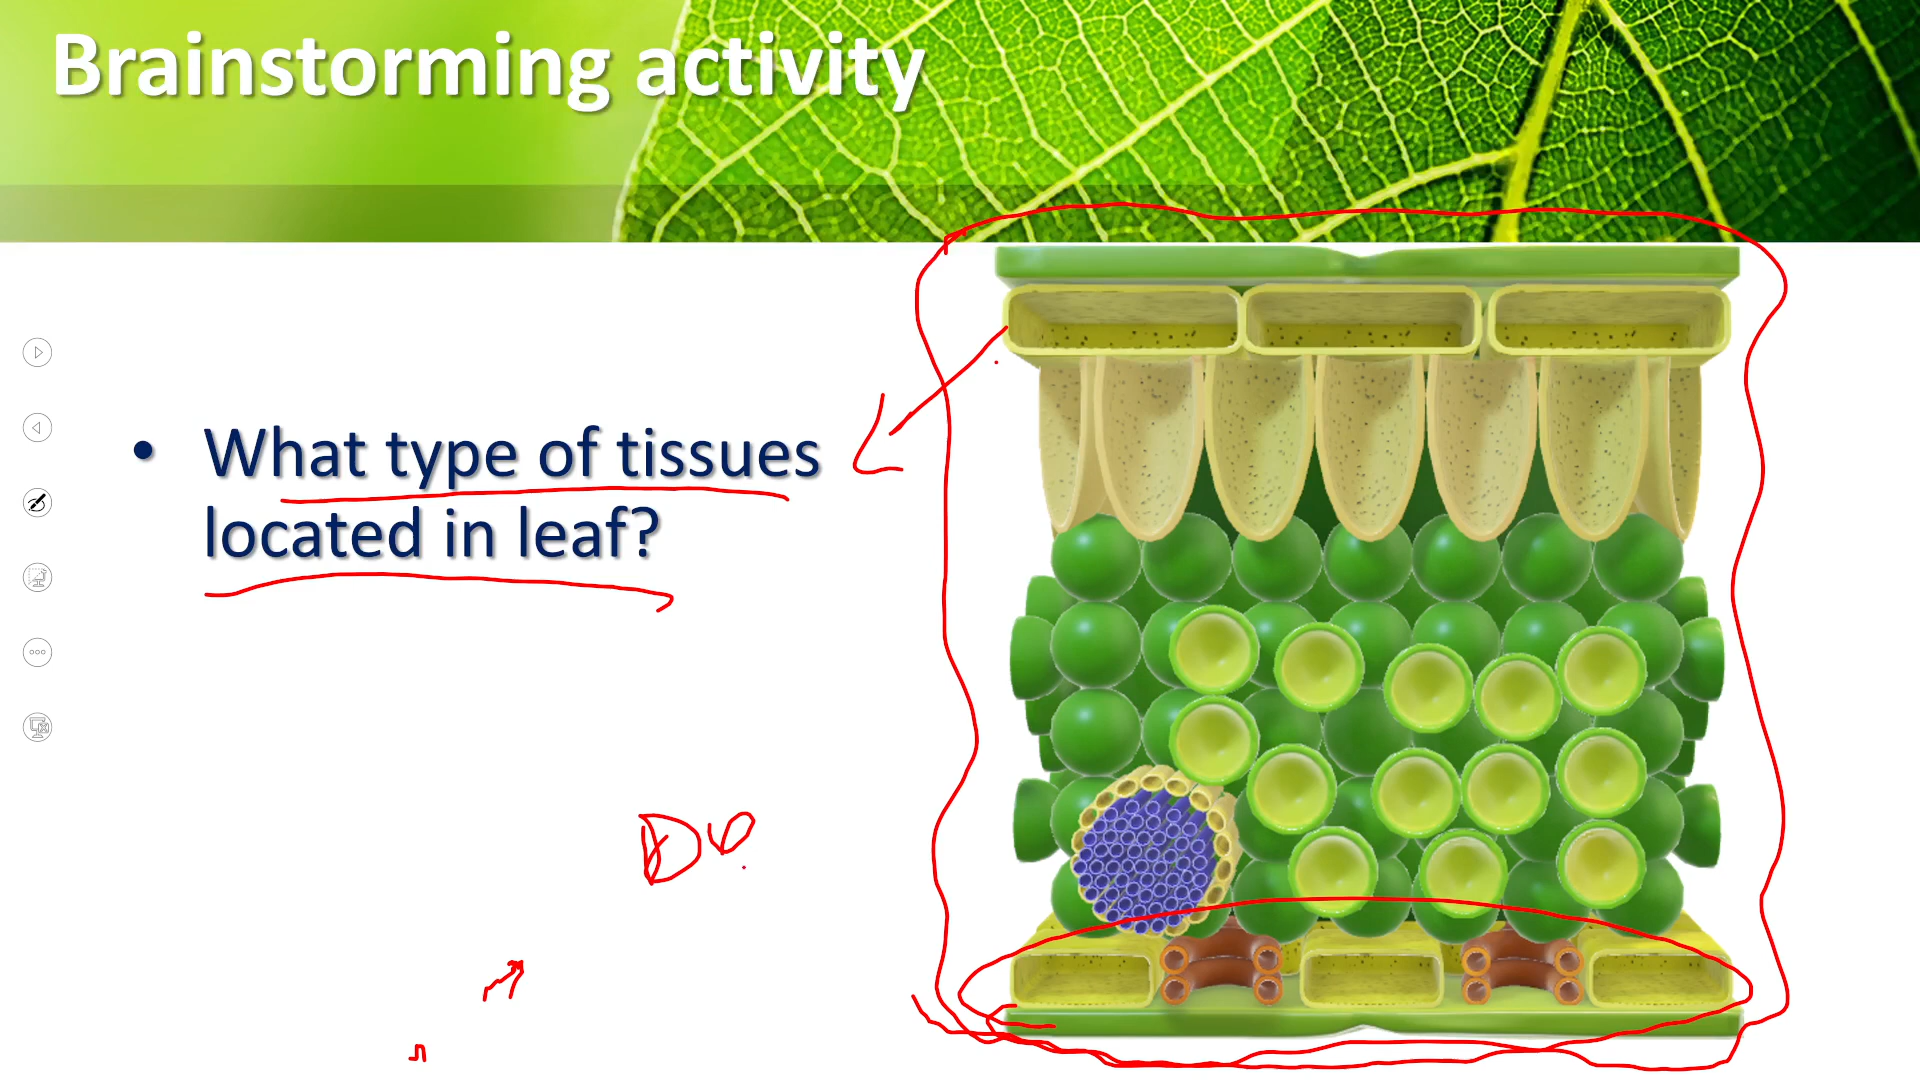 Brainstorming activity
• What type of tissues
located in leaf?